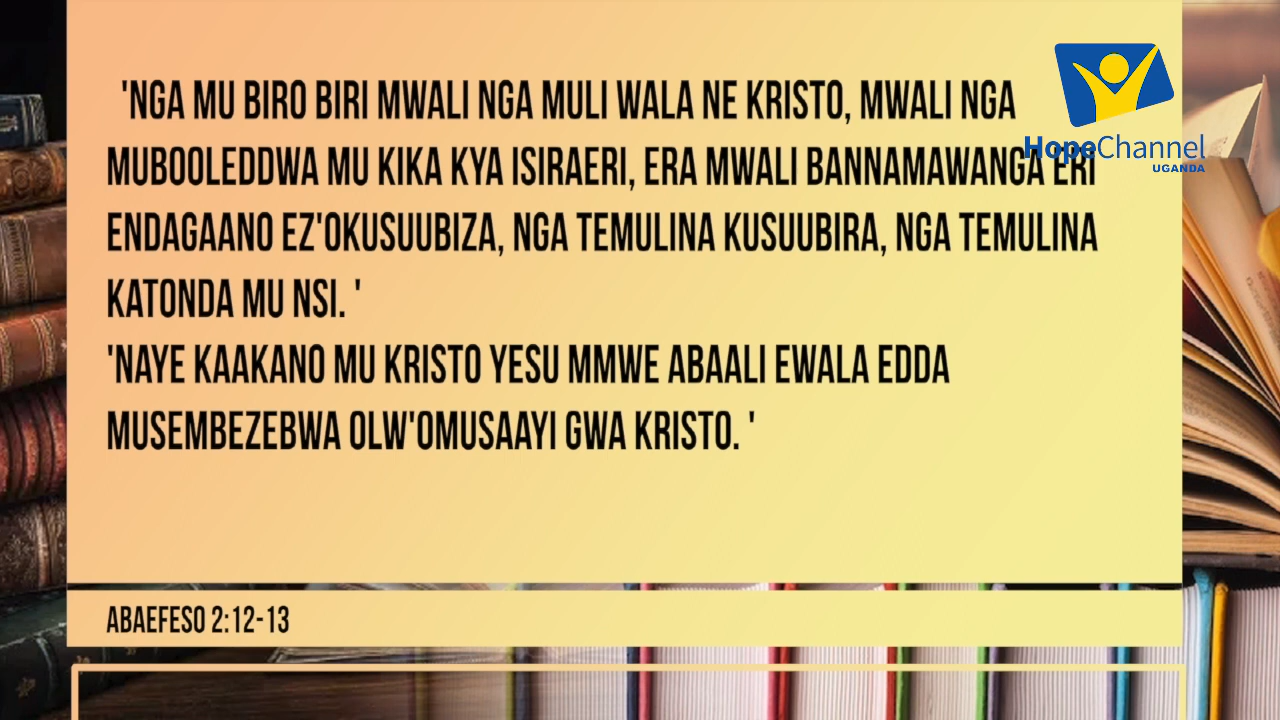 'NGA MU BIRO BIRI MWALI NGA MULI WALA NE KRISTO, MWALI NGA
MUBOOLEDDWA MU KIKA KYA ISIRAERI, ERA MWALI BANNAMAWANGA ERI
ENDAGAANO EZ'OKUSUUBIZA, NGA TEMULINA KUSUUBIRA, NGA TEMULINA
KATONDA MU NSI. '
'NAYE KAAKANO MU KRISTO YESU MMWE ABAALI EWALA EDDA
MUSEMBEZEBWA OLW'OMUSAAYI GWA KRISTO. '
ABAEFESO 2:12-13
HopeChannel
UGANDA